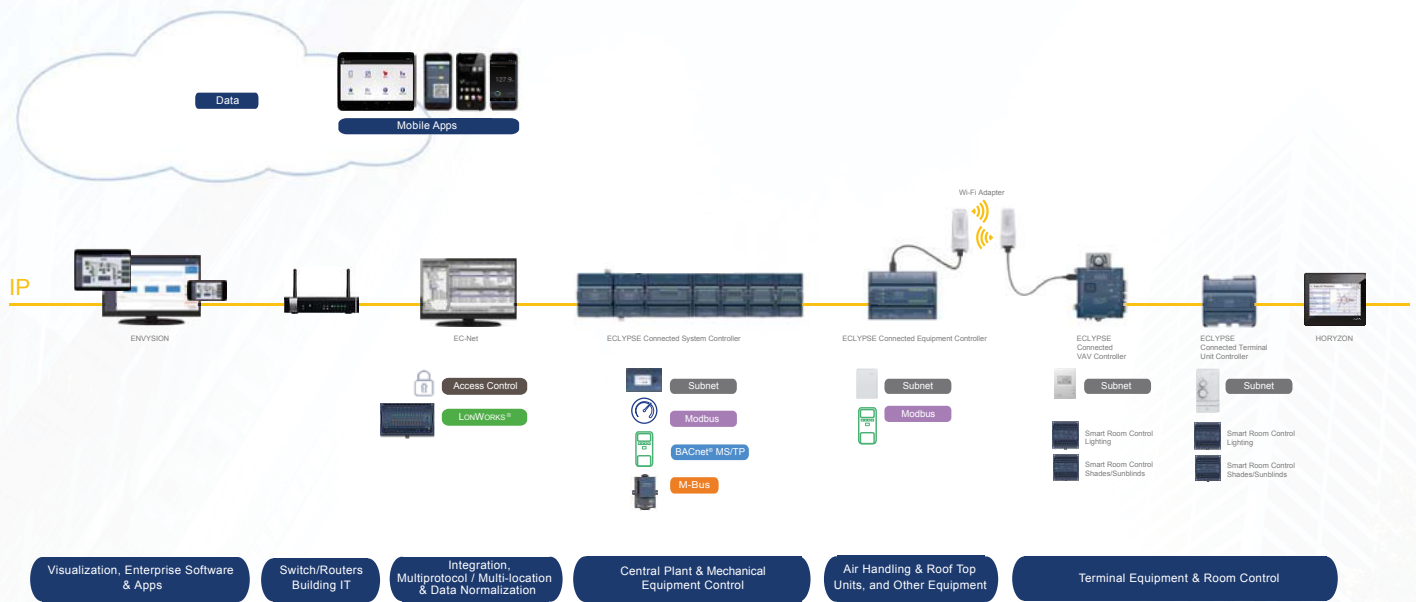 Data
Mobile Apps
Wi-Fi Adapter
IP
ENVYSION
EC-Net
ECLYPSE Connected System Controller
ECLYPSE Connected Equipment Controller
ECLYPSE
Connected
VAV Controller
ECLYPSE
Connected Terminal
Unit Controller
HORYZON
Access Control
LONWORKS®
Subnet
Modbus
BACnet® MS/TP
M-Bus
Subnet
Modbus
Subnet
Smart Room Control
Lighting
Smart Room Control
Shades/Sunblinds
Subnet
Smart Room Control
Lighting
Smart Room Control
Shades/Sunblinds
Visualization, Enterprise Software
& Apps
Switch/Routers
Building IT
Integration,
Multiprotocol / Multi-location
& Data Normalization
Central Plant & Mechanical
Equipment Control
Air Handling & Roof Top
Units, and Other Equipment
Terminal Equipment & Room Control